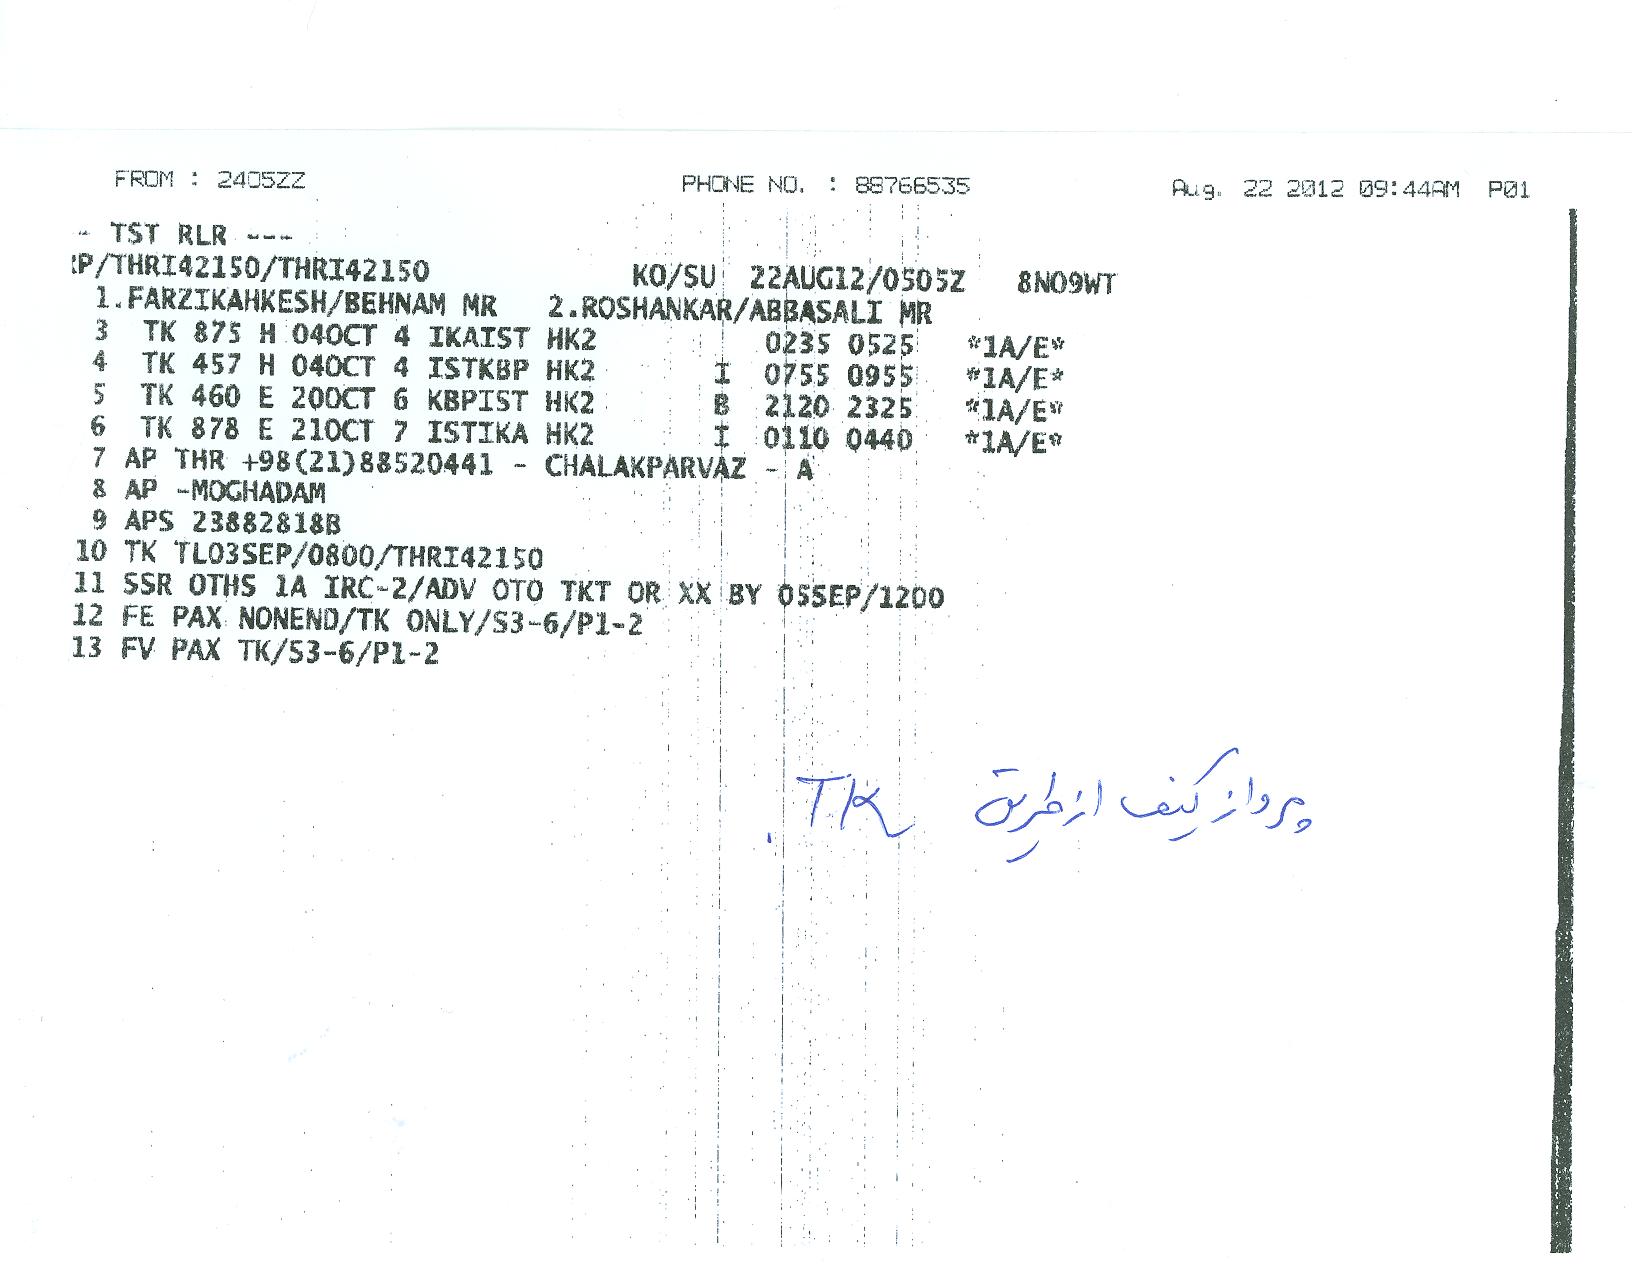 FROM : 2405ZZ PHONE NO. : 88766535 Aug. 22 2012 09:44AM P01
- TST RLR ---
RP/THRI42150/THRI42150 KO/SU 22AUG12/0505Z 8NO9WT
1.FARZIKAHKESH/BEHNAM MR 2.ROSHANKAR/ABBASALI MR
3 TK 875 H 04OCT 4 IKAIST HK2 0235 0525 *1A/E*
4 TK 457 H 04OCT 4 ISTKBP HK2 I 0755 0955 *1A/E*
5 TK 460 E 20OCT 6 KBPIST HK2 B 2120 2325 *1A/E*
6 TK 878 E 21OCT 7 ISTIKA HK2 I 0110 0440 *1A/E*
7 AP THR +98(21)88520441 - CHALAKPARVAZ - A
8 AP -MOGHADAM
9 APS 23882818B
10 TK TL03SEP/0800/THRI42150
11 SSR OTHS 1A IRC-2/ADV OTO TKT OR XX BY 05SEP/1200
12 FE PAX NONEND/TK ONLY/S3-6/P1-2
13 FV PAX TK/S3-6/P1-2
پرواز کیف از طریق TK .